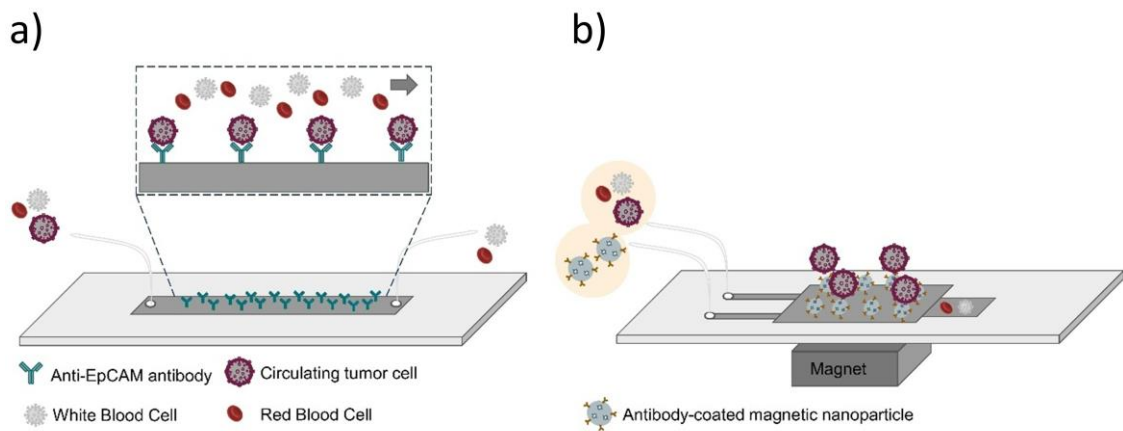 a)
b)
Anti-EpCAM antibody
Circulating tumor cell
White Blood Cell
Red Blood Cell
Magnet
Antibody-coated magnetic nanoparticle